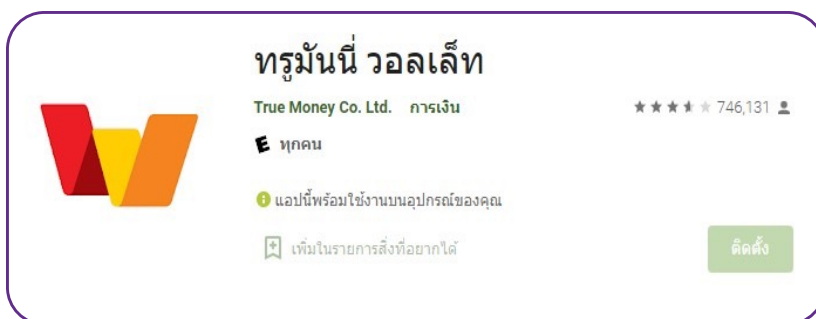 ทรูมันนี่ วอลเล็ท
True Money Co. Ltd. การเงิน 746,131
E ทุกคน
แอปนี้พร้อมใช้งานบนอุปกรณ์ของคุณ
เพิ่มในรายการสิ่งที่อยากได้ ติดตั้ง